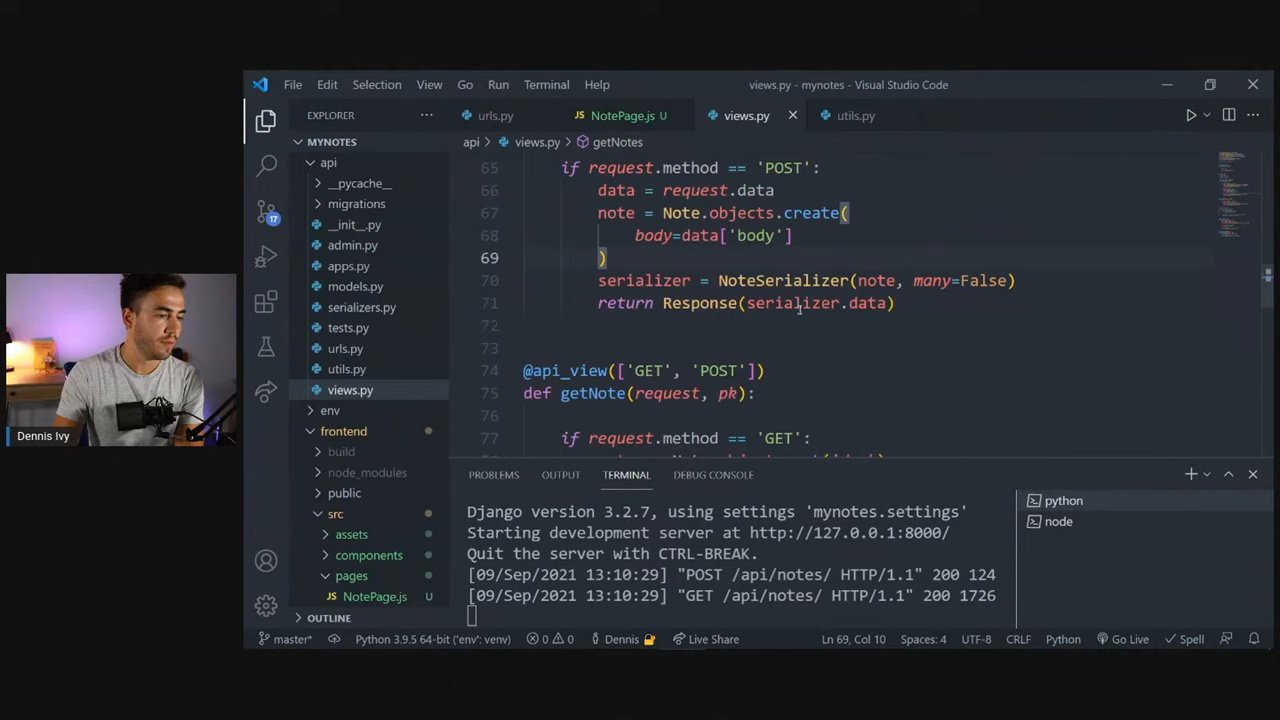 File Edit Selection View Go Run Terminal Help
views.py - mynotes - Visual Studio Code
EXPLORER
urls.py
JS NotePage.js U
views.py
utils.py
MYNOTES
api > views.py > getNotes
api
__pycache__
migrations
__init__.py
admin.py
apps.py
models.py
serializers.py
tests.py
urls.py
utils.py
views.py
env
frontend
build
node_modules
public
src
assets
components
pages
JS NotePage.js U
OUTLINE
17
65 if request.method == 'POST':
66 data = request.data
67 note = Note.objects.create(
68 body=data['body']
69 )
70 serializer = NoteSerializer(note, many=False)
71 return Response(serializer.data)
72
73
74 @api_view(['GET', 'POST'])
75 def getNote(request, pk):
76
77 if request.method == 'GET':
PROBLEMS OUTPUT TERMINAL DEBUG CONSOLE
Django version 3.2.7, using settings 'mynotes.settings'
Starting development server at http://127.0.0.1:8000/
Quit the server with CTRL-BREAK.
[09/Sep/2021 13:10:29] "POST /api/notes/ HTTP/1.1" 200 124
[09/Sep/2021 13:10:29] "GET /api/notes/ HTTP/1.1" 200 1726
python
node
master* Python 3.9.5 64-bit ('env': venv) 0 0 Dennis Live Share Ln 69, Col 10 Spaces: 4 UTF-8 CRLF Python Go Live Spell
Dennis Ivy